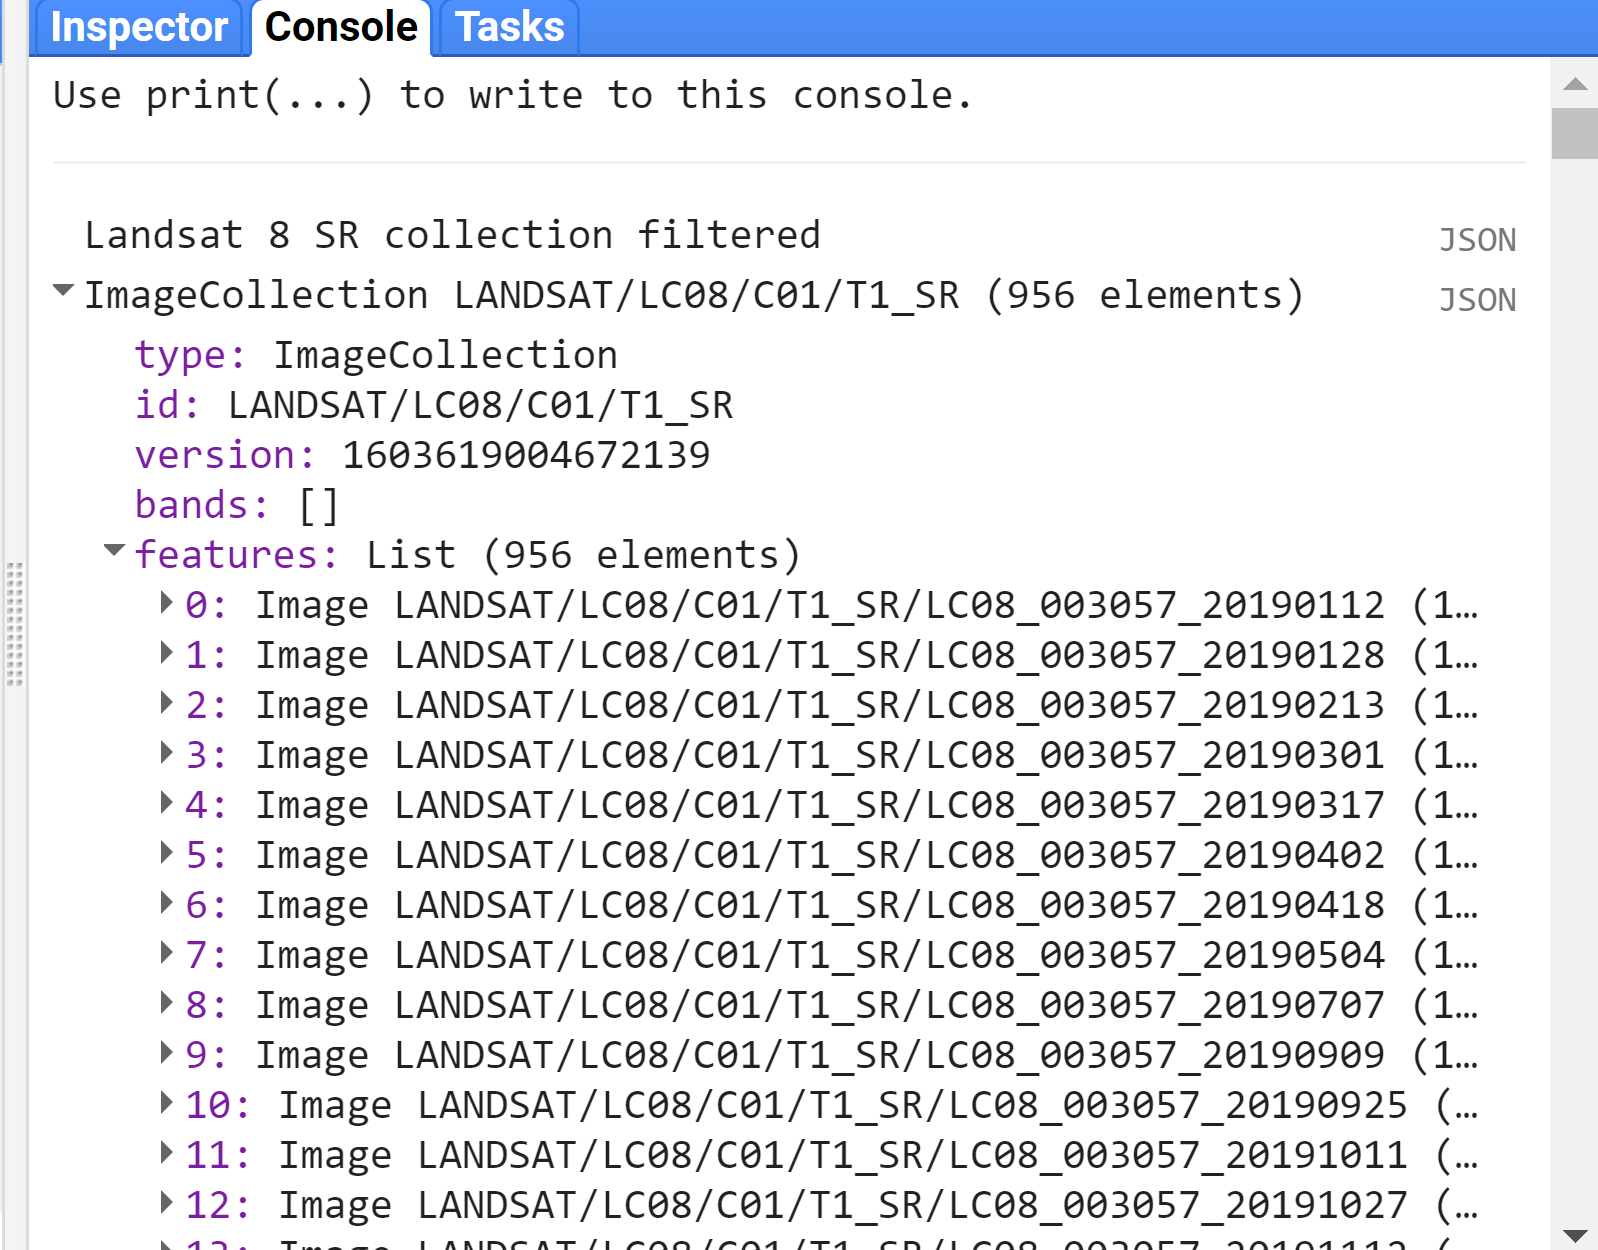 Inspector Console Tasks
Use print(...) to write to this console.
Landsat 8 SR collection filtered JSON
ImageCollection LANDSAT/LC08/C01/T1_SR (956 elements) JSON
type: ImageCollection
id: LANDSAT/LC08/C01/T1_SR
version: 1603619004672139
bands: []
features: List (956 elements)
0: Image LANDSAT/LC08/C01/T1_SR/LC08_003057_20190112 (1…
1: Image LANDSAT/LC08/C01/T1_SR/LC08_003057_20190128 (1…
2: Image LANDSAT/LC08/C01/T1_SR/LC08_003057_20190213 (1…
3: Image LANDSAT/LC08/C01/T1_SR/LC08_003057_20190301 (1…
4: Image LANDSAT/LC08/C01/T1_SR/LC08_003057_20190317 (1…
5: Image LANDSAT/LC08/C01/T1_SR/LC08_003057_20190402 (1…
6: Image LANDSAT/LC08/C01/T1_SR/LC08_003057_20190418 (1…
7: Image LANDSAT/LC08/C01/T1_SR/LC08_003057_20190504 (1…
8: Image LANDSAT/LC08/C01/T1_SR/LC08_003057_20190707 (1…
9: Image LANDSAT/LC08/C01/T1_SR/LC08_003057_20190909 (1…
10: Image LANDSAT/LC08/C01/T1_SR/LC08_003057_20190925 (…
11: Image LANDSAT/LC08/C01/T1_SR/LC08_003057_20191011 (…
12: Image LANDSAT/LC08/C01/T1_SR/LC08_003057_20191027 (…